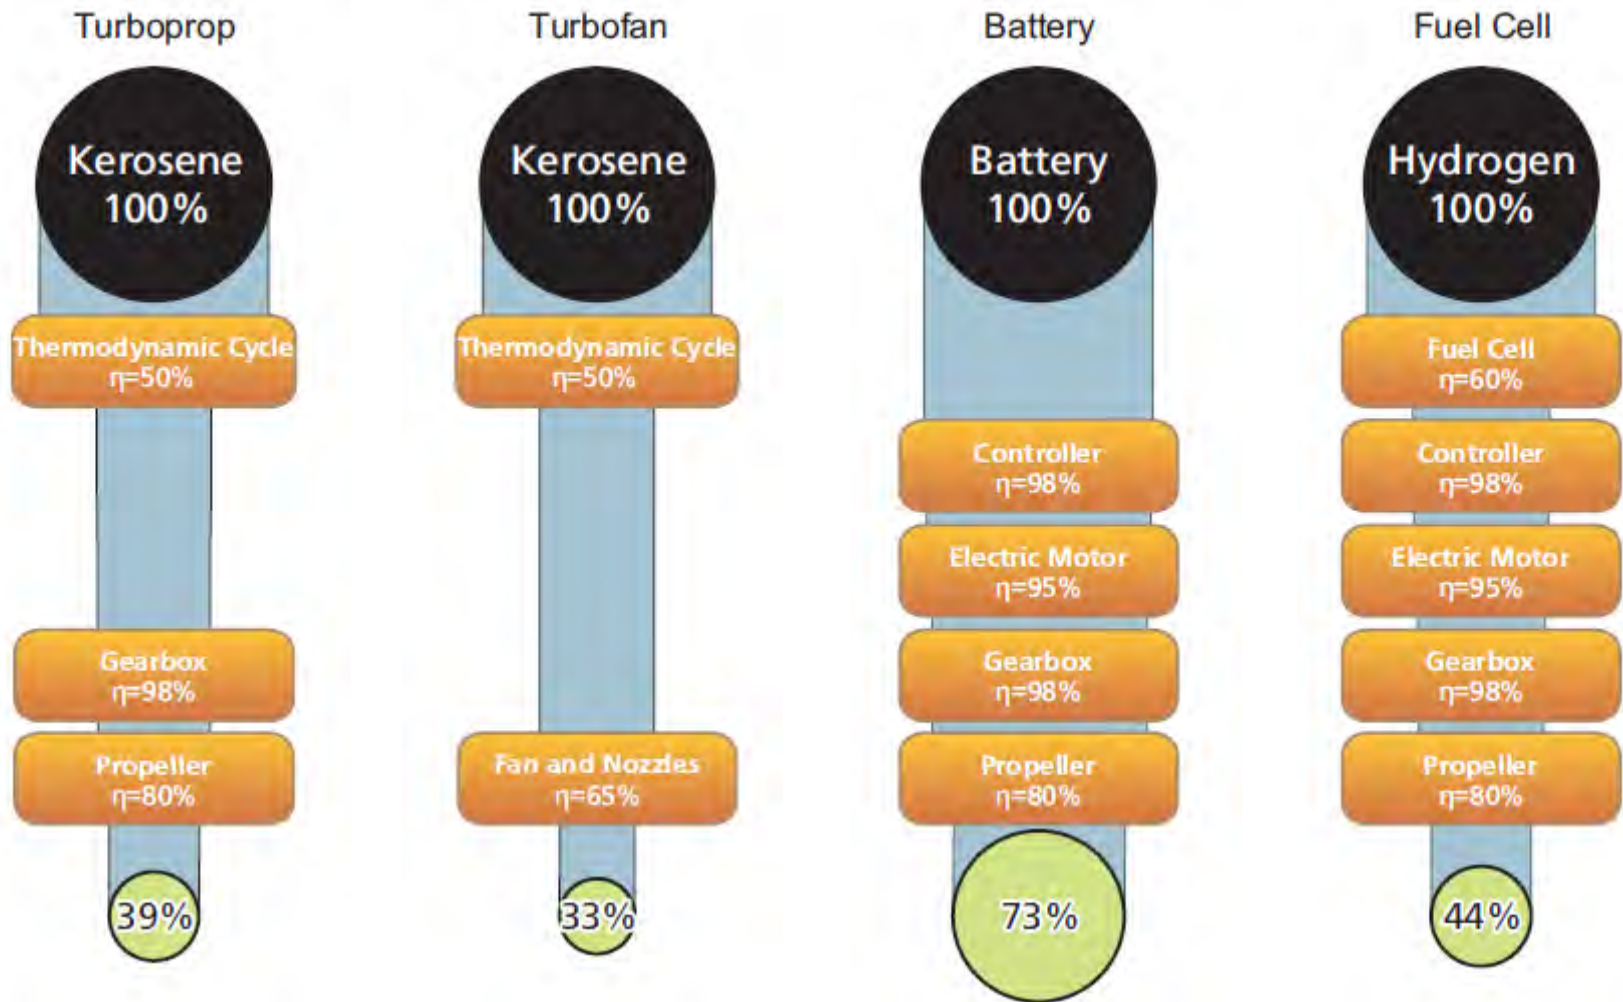 Turboprop
Kerosene
100%
Thermodynamic Cycle
η=50%
Gearbox
η=98%
Propeller
η=80%
39%
Turbofan
Kerosene
100%
Thermodynamic Cycle
η=50%
Fan and Nozzles
η=65%
33%
Battery
Battery
100%
Controller
η=98%
Electric Motor
η=95%
Gearbox
η=98%
Propeller
η=80%
73%
Fuel Cell
Hydrogen
100%
Fuel Cell
η=60%
Controller
η=98%
Electric Motor
η=95%
Gearbox
η=98%
Propeller
η=80%
44%